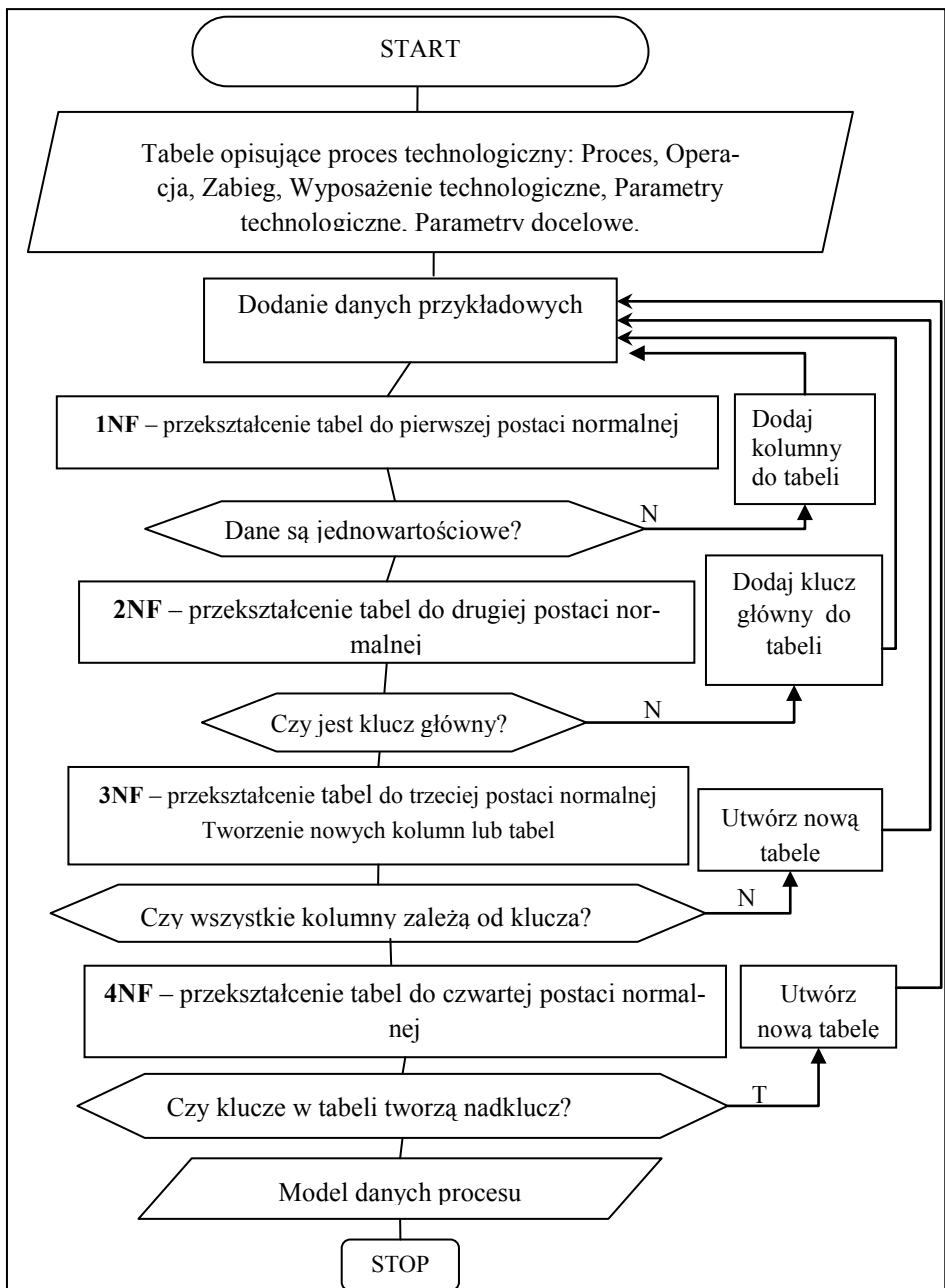 START
Tabele opisujące proces technologiczny: Proces, Opera-
cja, Zabieg, Wyposażenie technologiczne, Parametry
technologiczne. Parametry docelowe.
Dodanie danych przykładowych
1NF – przekształcenie tabel do pierwszej postaci normalnej
Dodaj
kolumny
do tabeli
Dane są jednowartościowe?
N
2NF – przekształcenie tabel do drugiej postaci nor-
malnej
Dodaj klucz
główny do
tabeli
Czy jest klucz główny?
N
3NF – przekształcenie tabel do trzeciej postaci normalnej
Tworzenie nowych kolumn lub tabel
Utwórz nową
tabelę
Czy wszystkie kolumny zależą od klucza?
N
4NF – przekształcenie tabel do czwartej postaci normal-
nej
Utwórz
nową tabelę
Czy klucze w tabeli tworzą nadklucz?
T
Model danych procesu
STOP